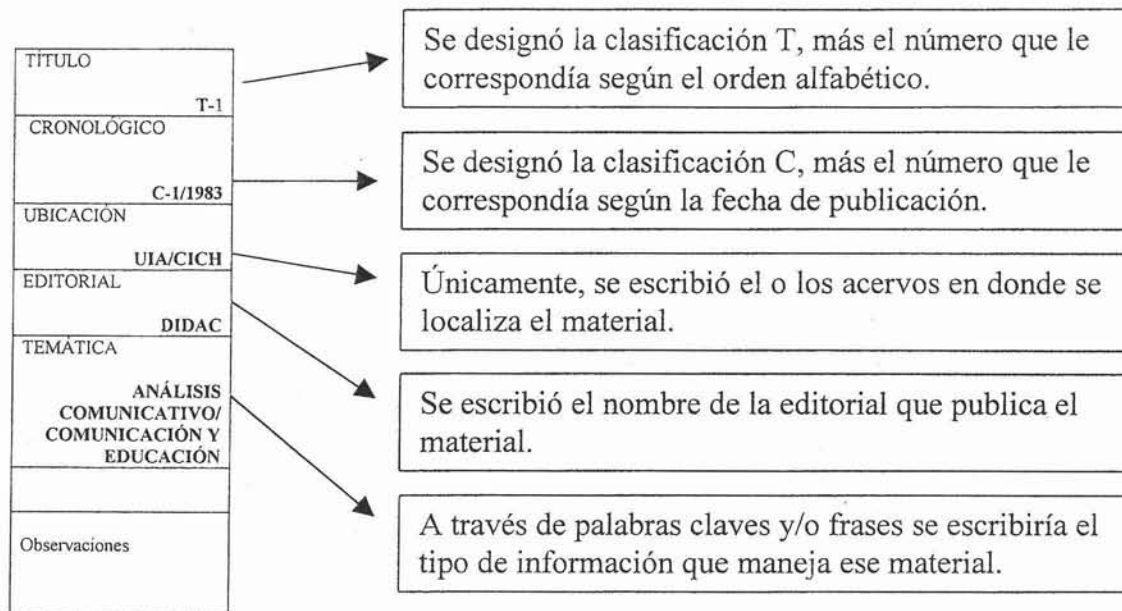 TÍTULO
T-1
CRONOLÓGICO
C-1/1983
UBICACIÓN
UIA/CICH
EDITORIAL
DIDAC
TEMÁTICA
ANÁLISIS
COMUNICATIVO/
COMUNICACIÓN Y
EDUCACIÓN
Observaciones
Se designó la clasificación T, más el número que le
correspondía según el orden alfabético.
Se designó la clasificación C, más el número que le
correspondía según la fecha de publicación.
Únicamente, se escribió el o los acervos en donde se
localiza el material.
Se escribió el nombre de la editorial que publica el
material.
A través de palabras claves y/o frases se escribiría el
tipo de información que maneja ese material.